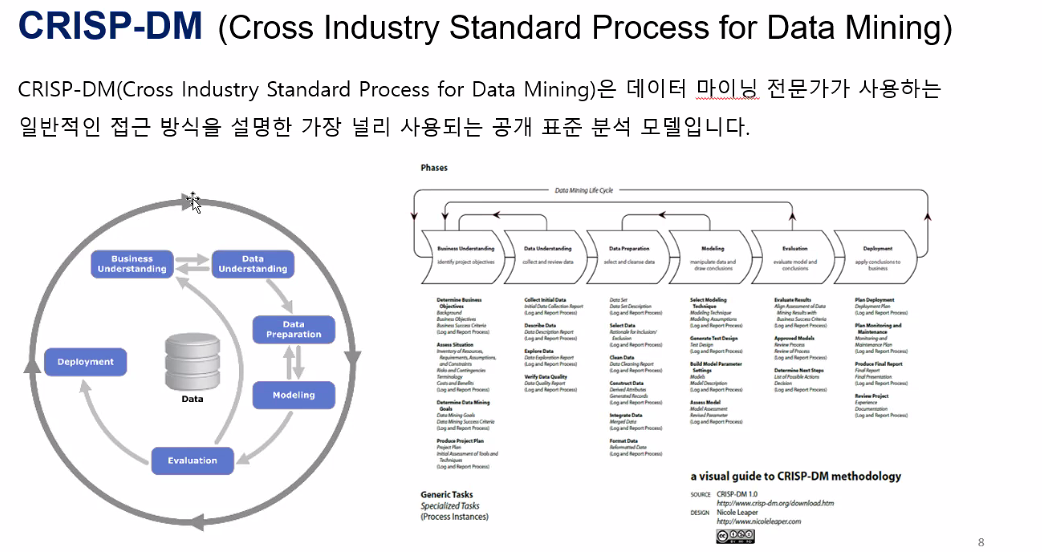 CRISP-DM (Cross Industry Standard Process for Data Mining)
CRISP-DM(Cross Industry Standard Process for Data Mining)은 데이터 마이닝 전문가가 사용하는
일반적인 접근 방식을 설명한 가장 널리 사용되는 공개 표준 분석 모델입니다.
Business
Understanding
Data
Understanding
Data
Preparation
Modeling
Evaluation
Deployment
Data
Phases
Data Mining Life Cycle
Business Understanding
identify project objectives
Data Understanding
collect and review data
Data Preparation
select and cleanse data
Modeling
manipulate data and
draw conclusions
Evaluation
evaluate model and
conclusions
Deployment
apply conclusions to
business
Determine Business
Objectives
Background
Business Objectives
Business Success Criteria
(Log and Report Process)
Assess Situation
Inventory of Resources,
Requirements, Assumptions,
and Constraints
Risks and Contingencies
Terminology
Costs and Benefits
(Log and Report Process)
Determine Data Mining
Goals
Data Mining Goals
Data Mining Success Criteria
(Log and Report Process)
Produce Project Plan
Project Plan
Initial Assessment of Tools and
Techniques
(Log and Report Process)
Collect Initial Data
Initial Data Collection Report
(Log and Report Process)
Describe Data
Data Description Report
(Log and Report Process)
Explore Data
Data Exploration Report
(Log and Report Process)
Verify Data Quality
Data Quality Report
(Log and Report Process)
Data Set
Data Set Description
(Log and Report Process)
Select Data
Rationale for Inclusion/
Exclusion
(Log and Report Process)
Clean Data
Data Cleaning Report
(Log and Report Process)
Construct Data
Derived Attributes
Generated Records
(Log and Report Process)
Integrate Data
Merged Data
(Log and Report Process)
Format Data
Reformatted Data
(Log and Report Process)
Select Modeling
Technique
Modeling Technique
Modeling Assumptions
(Log and Report Process)
Generate Test Design
Test Design
(Log and Report Process)
Build Model Parameter
Settings
Models
Model Description
(Log and Report Process)
Assess Model
Model Assessment
Revised Parameter
(Log and Report Process)
Evaluate Results
Align Assessment of Data
Mining Results with
Business Success Criteria
(Log and Report Process)
Approved Models
Review Process
Review of Process
(Log and Report Process)
Determine Next Steps
List of Possible Actions
Decision
(Log and Report Process)
Plan Deployment
Deployment Plan
(Log and Report Process)
Plan Monitoring and
Maintenance
Monitoring and
Maintenance Plan
(Log and Report Process)
Produce Final Report
Final Report
Final Presentation
(Log and Report Process)
Review Project
Experience
Documentation
(Log and Report Process)
Generic Tasks
Specialized Tasks
(Process Instances)
a visual guide to CRISP-DM methodology
SOURCE CRISP-DM 1.0
http://www.crisp-dm.org/download.htm
DESIGN Nicole Leaper
http://www.nicoleleaper.com
8